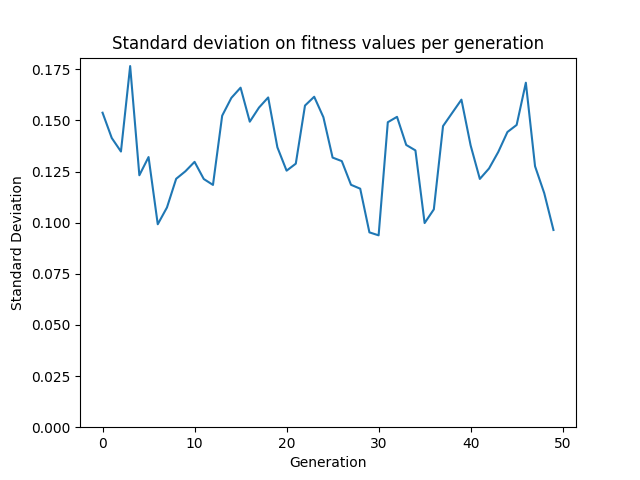 Standard deviation on fitness values per generation
0.175
0.150
0.125
0.100
0.075
0.050
0.025
0.000
Standard Deviation
0 10 20 30 40 50
Generation